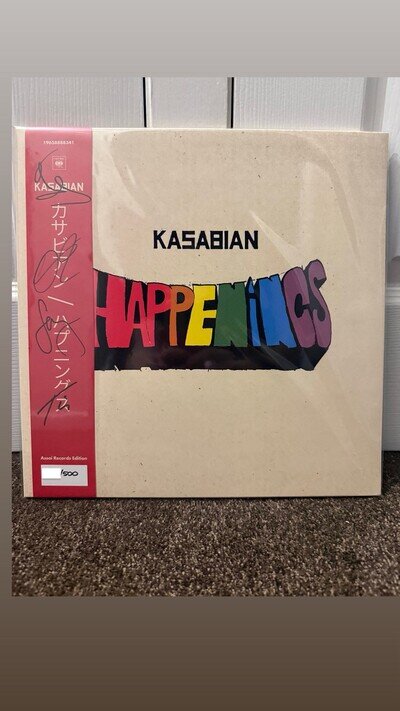 19658888341
KASABIAN
カサビアン / ハプニングス
Assai Records Edition
/500
KASABIAN
HAPPENiNGS